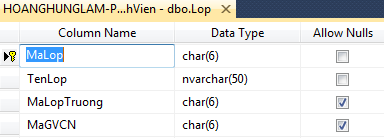 HOANGHUNGLAM-P...hVien - dbo.Lop
Column Name Data Type Allow Nulls
MaLop char(6)
TenLop nvarchar(50)
MaLopTruong char(6)
MaGVCN char(6)